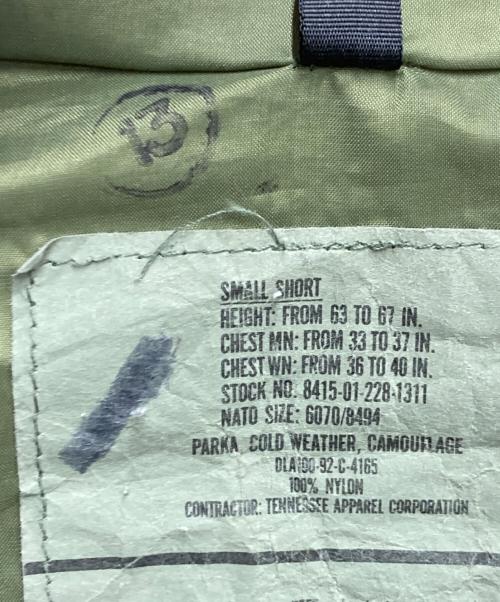 13
SMALL SHORT
HEIGHT: FROM 63 TO 67 IN.
CHEST MN: FROM 33 TO 37 IN.
CHEST WN: FROM 36 TO 40 IN.
STOCK NO. 8415-01-228-1311
NATO SIZE: 6070/8494
PARKA, COLD WEATHER, CAMOUFLAGE
DLA100-92-C-4165
100% NYLON
CONTRACTOR: TENNESSEE APPAREL CORPORATION